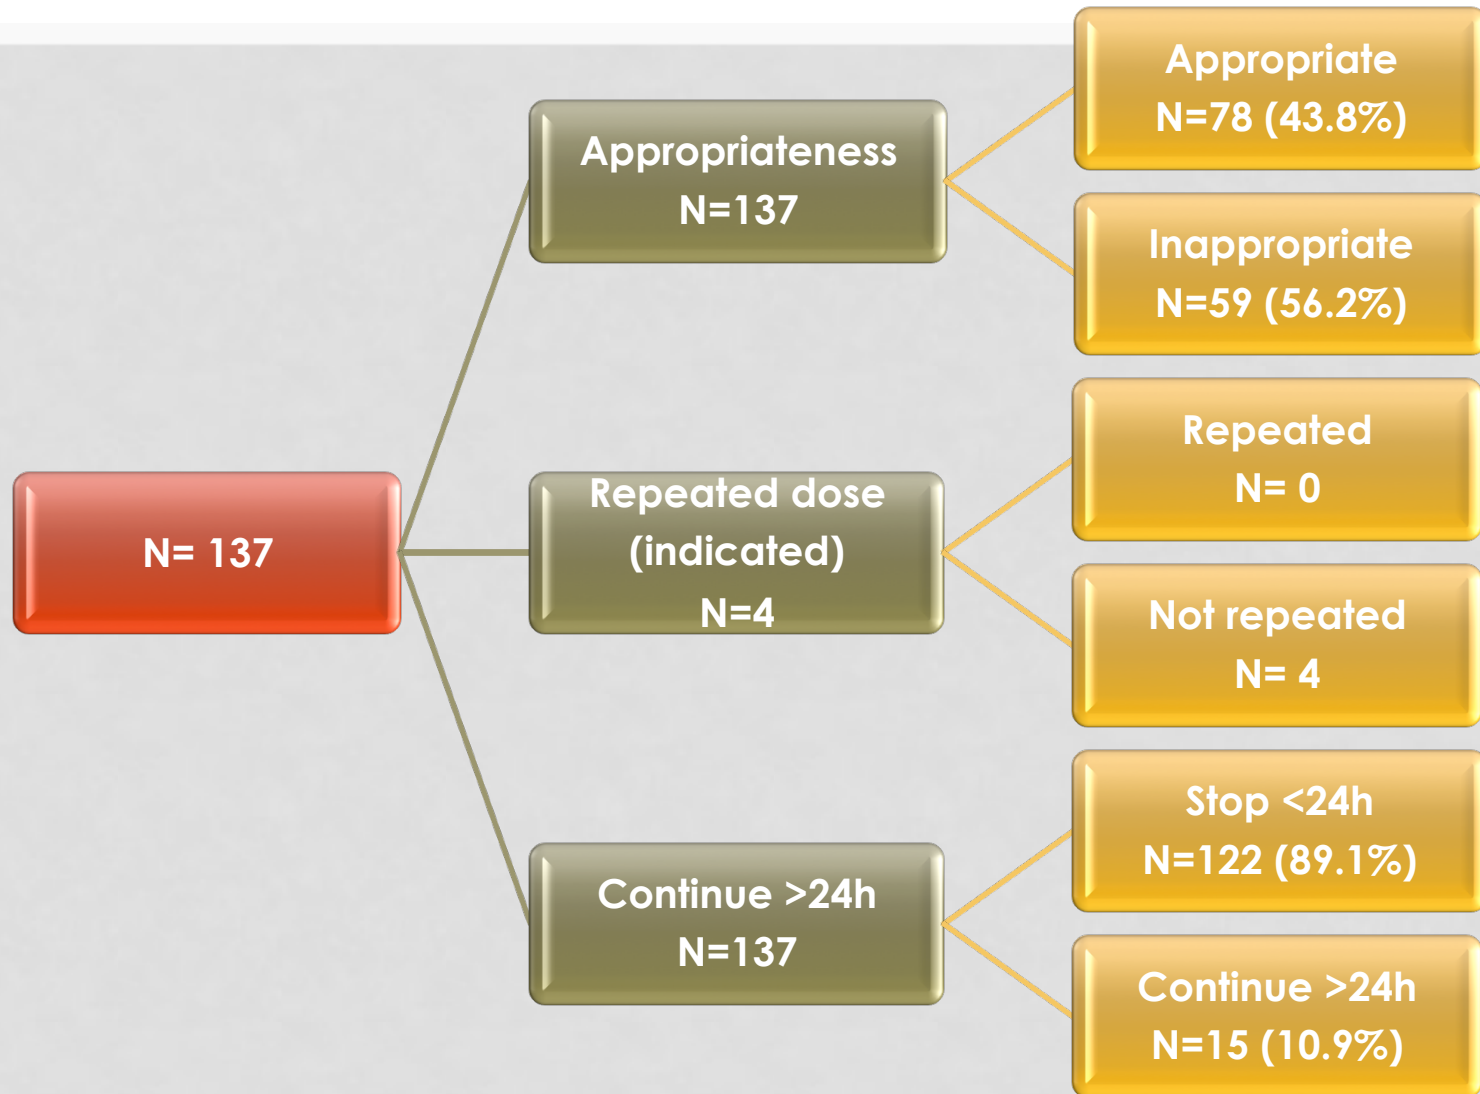 N= 137
Appropriateness
N=137
Appropriate
N=78 (43.8%)
Inappropriate
N=59 (56.2%)
Repeated dose
(indicated)
N=4
Repeated
N= 0
Not repeated
N= 4
Continue >24h
N=137
Stop <24h
N=122 (89.1%)
Continue >24h
N=15 (10.9%)